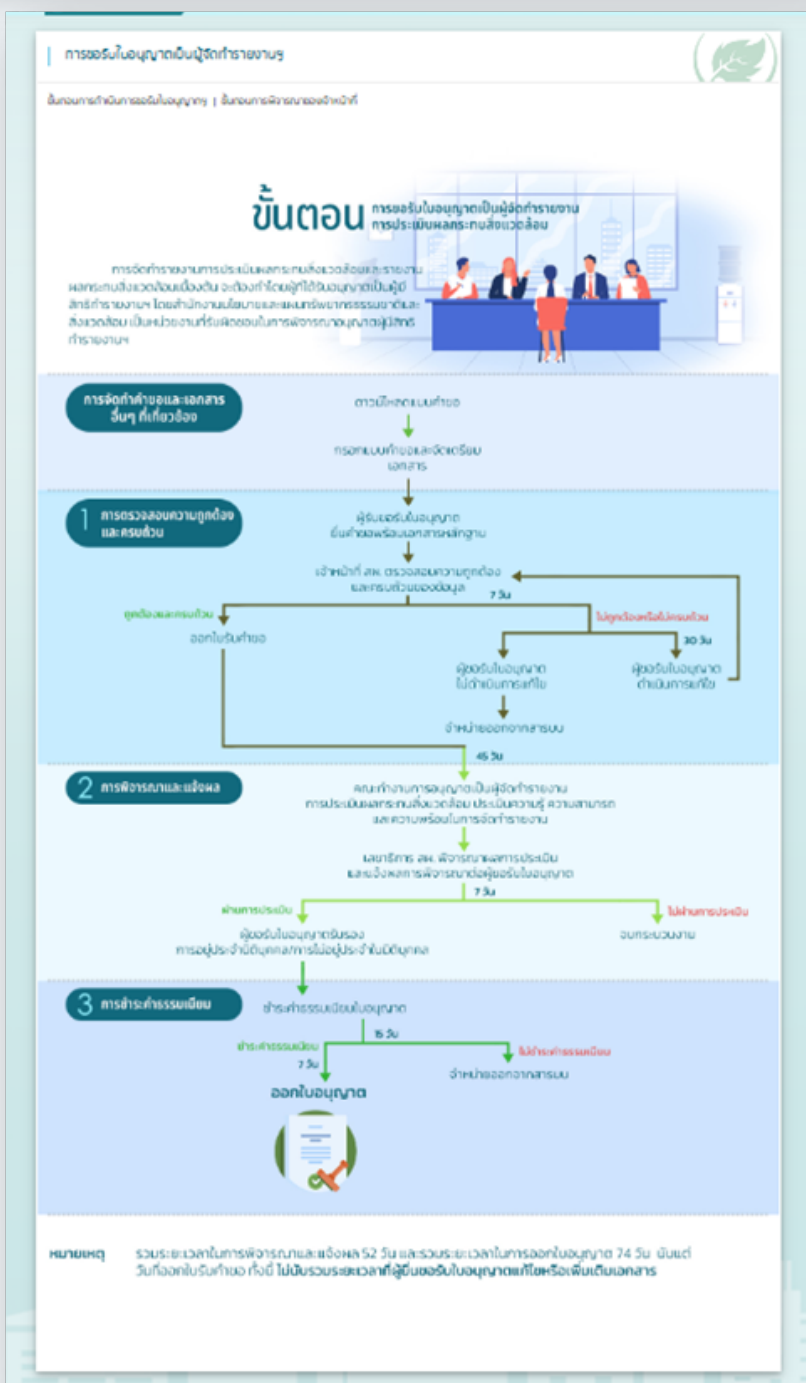 การขอรับใบอนุญาตเป็นผู้จัดทำรายงานฯ
ขั้นตอนการดำเนินการขอรับใบอนุญาตฯ | ขั้นตอนการพิจารณาของเจ้าหน้าที่
ขั้นตอน การขอรับใบอนุญาตเป็นผู้จัดทำรายงาน
การประเมินผลกระทบสิ่งแวดล้อม
การจัดทำรายงานการประเมินผลกระทบสิ่งแวดล้อมและรายงาน
ผลกระทบสิ่งแวดล้อมเบื้องต้น จะต้องทำโดยผู้ที่ได้รับอนุญาตเป็นผู้มี
สิทธิทำรายงานฯ โดยสำนักงานนโยบายและแผนทรัพยากรธรรมชาติและ
สิ่งแวดล้อม เป็นหน่วยงานที่รับผิดชอบในการพิจารณาอนุญาตผู้มีสิทธิ
ทำรายงานฯ
การจัดทำคำขอและเอกสาร
อื่นๆ ที่เกี่ยวข้อง
ดาวน์โหลดแบบคำขอ
กรอกแบบคำขอและจัดเตรียม
เอกสาร
1 การตรวจสอบความถูกต้อง
และครบถ้วน
ผู้รับขอรับใบอนุญาต
ยื่นคำขอพร้อมเอกสารหลักฐาน
เจ้าหน้าที่ สผ. ตรวจสอบความถูกต้อง
และครบถ้วนของข้อมูล
7 วัน
ถูกต้องและครบถ้วน
ไม่ถูกต้องหรือไม่ครบถ้วน
ออกใบรับคำขอ
30 วัน
ผู้ขอรับใบอนุญาต
ไม่ดำเนินการแก้ไข
ผู้ขอรับใบอนุญาต
ดำเนินการแก้ไข
จำหน่ายออกจากสารบบ
45 วัน
2 การพิจารณาและแจ้งผล
คณะทำงานการอนุญาตเป็นผู้จัดทำรายงาน
การประเมินผลกระทบสิ่งแวดล้อม ประเมินความรู้ ความสามารถ
และความพร้อมในการจัดทำรายงาน
เลขาธิการ สผ. พิจารณาผลการประเมิน
และแจ้งผลการพิจารณาต่อผู้ขอรับใบอนุญาต
7 วัน
ผ่านการประเมิน
ไม่ผ่านการประเมิน
ผู้ขอรับใบอนุญาตรับรอง
การอยู่ประจำนิติบุคคล/การไม่อยู่ประจำในนิติบุคคล
จบกระบวนงาน
3 การชำระค่าธรรมเนียม
ชำระค่าธรรมเนียมใบอนุญาต
15 วัน
ชำระค่าธรรมเนียม
ไม่ชำระค่าธรรมเนียม
7 วัน
จำหน่ายออกจากสารบบ
ออกใบอนุญาต
หมายเหตุ รวมระยะเวลาในการพิจารณาและแจ้งผล 52 วัน และรวมระยะเวลาในการออกใบอนุญาต 74 วัน นับแต่
วันที่ออกใบรับคำขอ ทั้งนี้ ไม่นับรวมระยะเวลาที่ผู้ยื่นขอรับใบอนุญาตแก้ไขหรือเพิ่มเติมเอกสาร